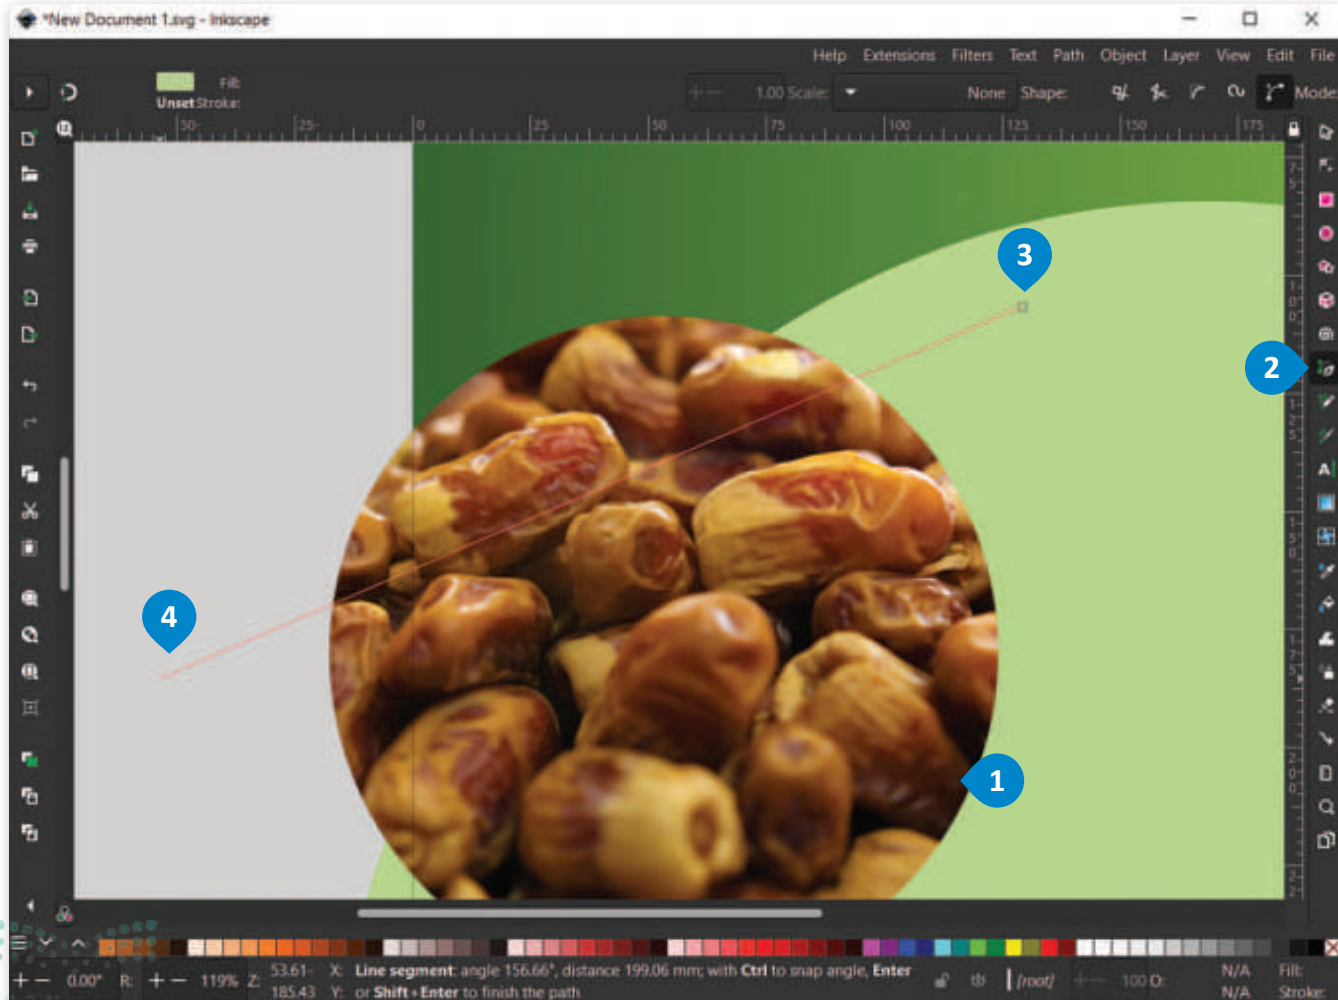 *New Document 1.svg - Inkscape
Help Extensions Filters Text Path Object Layer View Edit File
Fill:
Unset Stroke:
1.00 Scale: None Shape: Mode
25- 0 25 50 75 100 125 150 175
3
2
4
1
53.61- X: Line segment: angle 156.66°, distance 199.06 mm; with Ctrl to snap angle, Enter
185.43 Y: or Shift+Enter to finish the path
0.00° R: 119% Z:
[root] 100 O:
N/A Fill:
N/A Stroke: